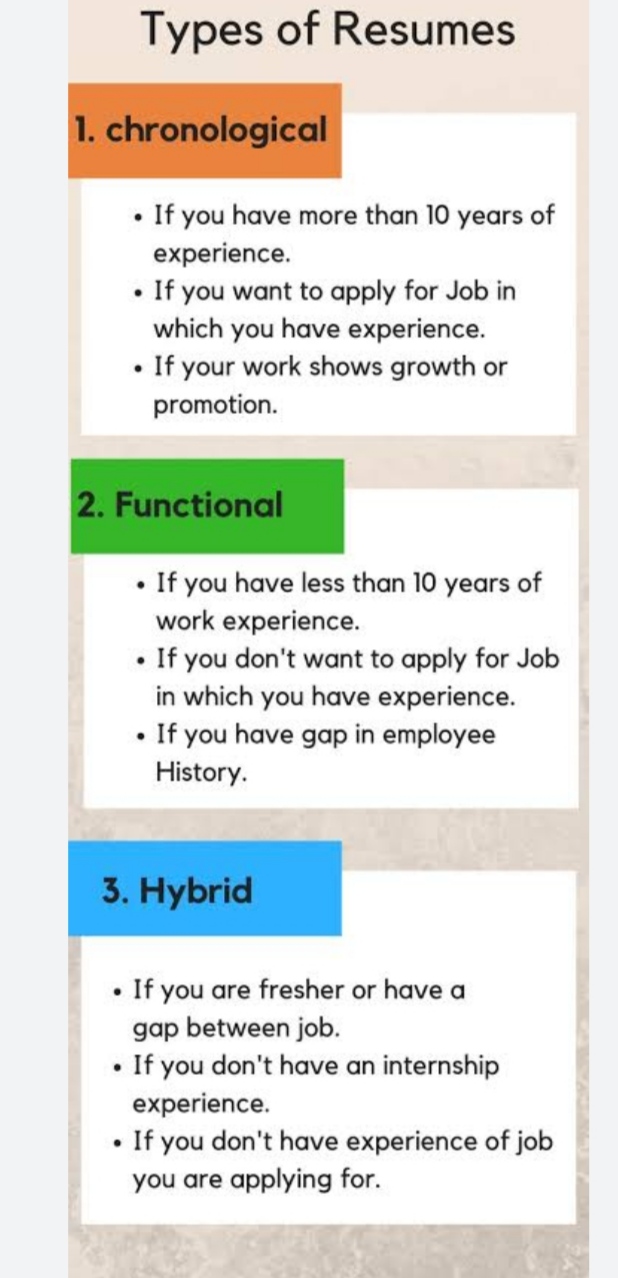 Types of Resumes
1. chronological
• If you have more than 10 years of
experience.
• If you want to apply for Job in
which you have experience.
• If your work shows growth or
promotion.
2. Functional
• If you have less than 10 years of
work experience.
• If you don't want to apply for Job
in which you have experience.
• If you have gap in employee
History.
3. Hybrid
• If you are fresher or have a
gap between job.
• If you don't have an internship
experience.
• If you don't have experience of job
you are applying for.